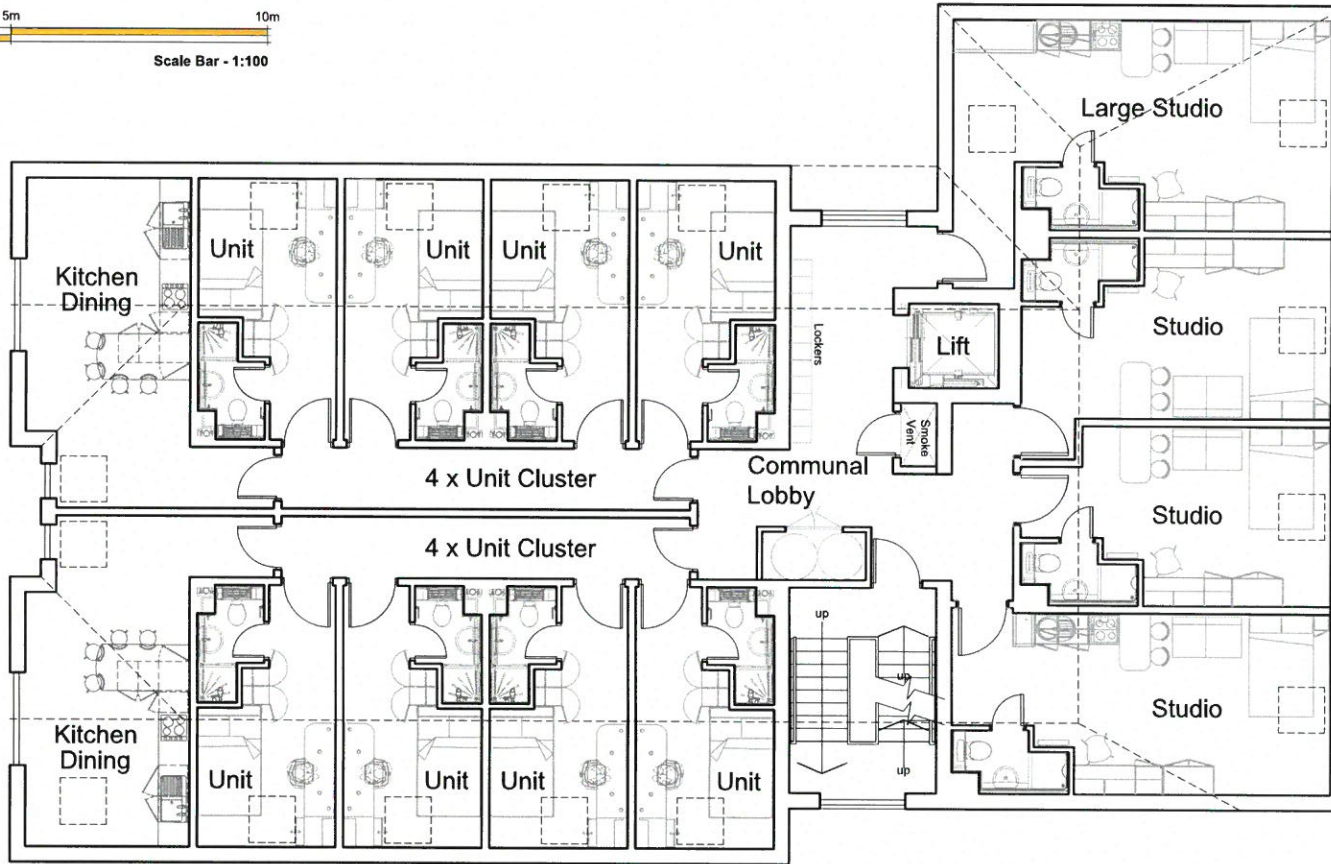 5m
10m
Scale Bar - 1:100
Large Studio
Unit
Unit
Unit
Unit
Kitchen
Dining
Lockers
Lift
Studio
Smoke
Vent
4 x Unit Cluster
Communal
Lobby
4 x Unit Cluster
Studio
up
up
Kitchen
Dining
Unit
Unit
Unit
Unit
up
Studio